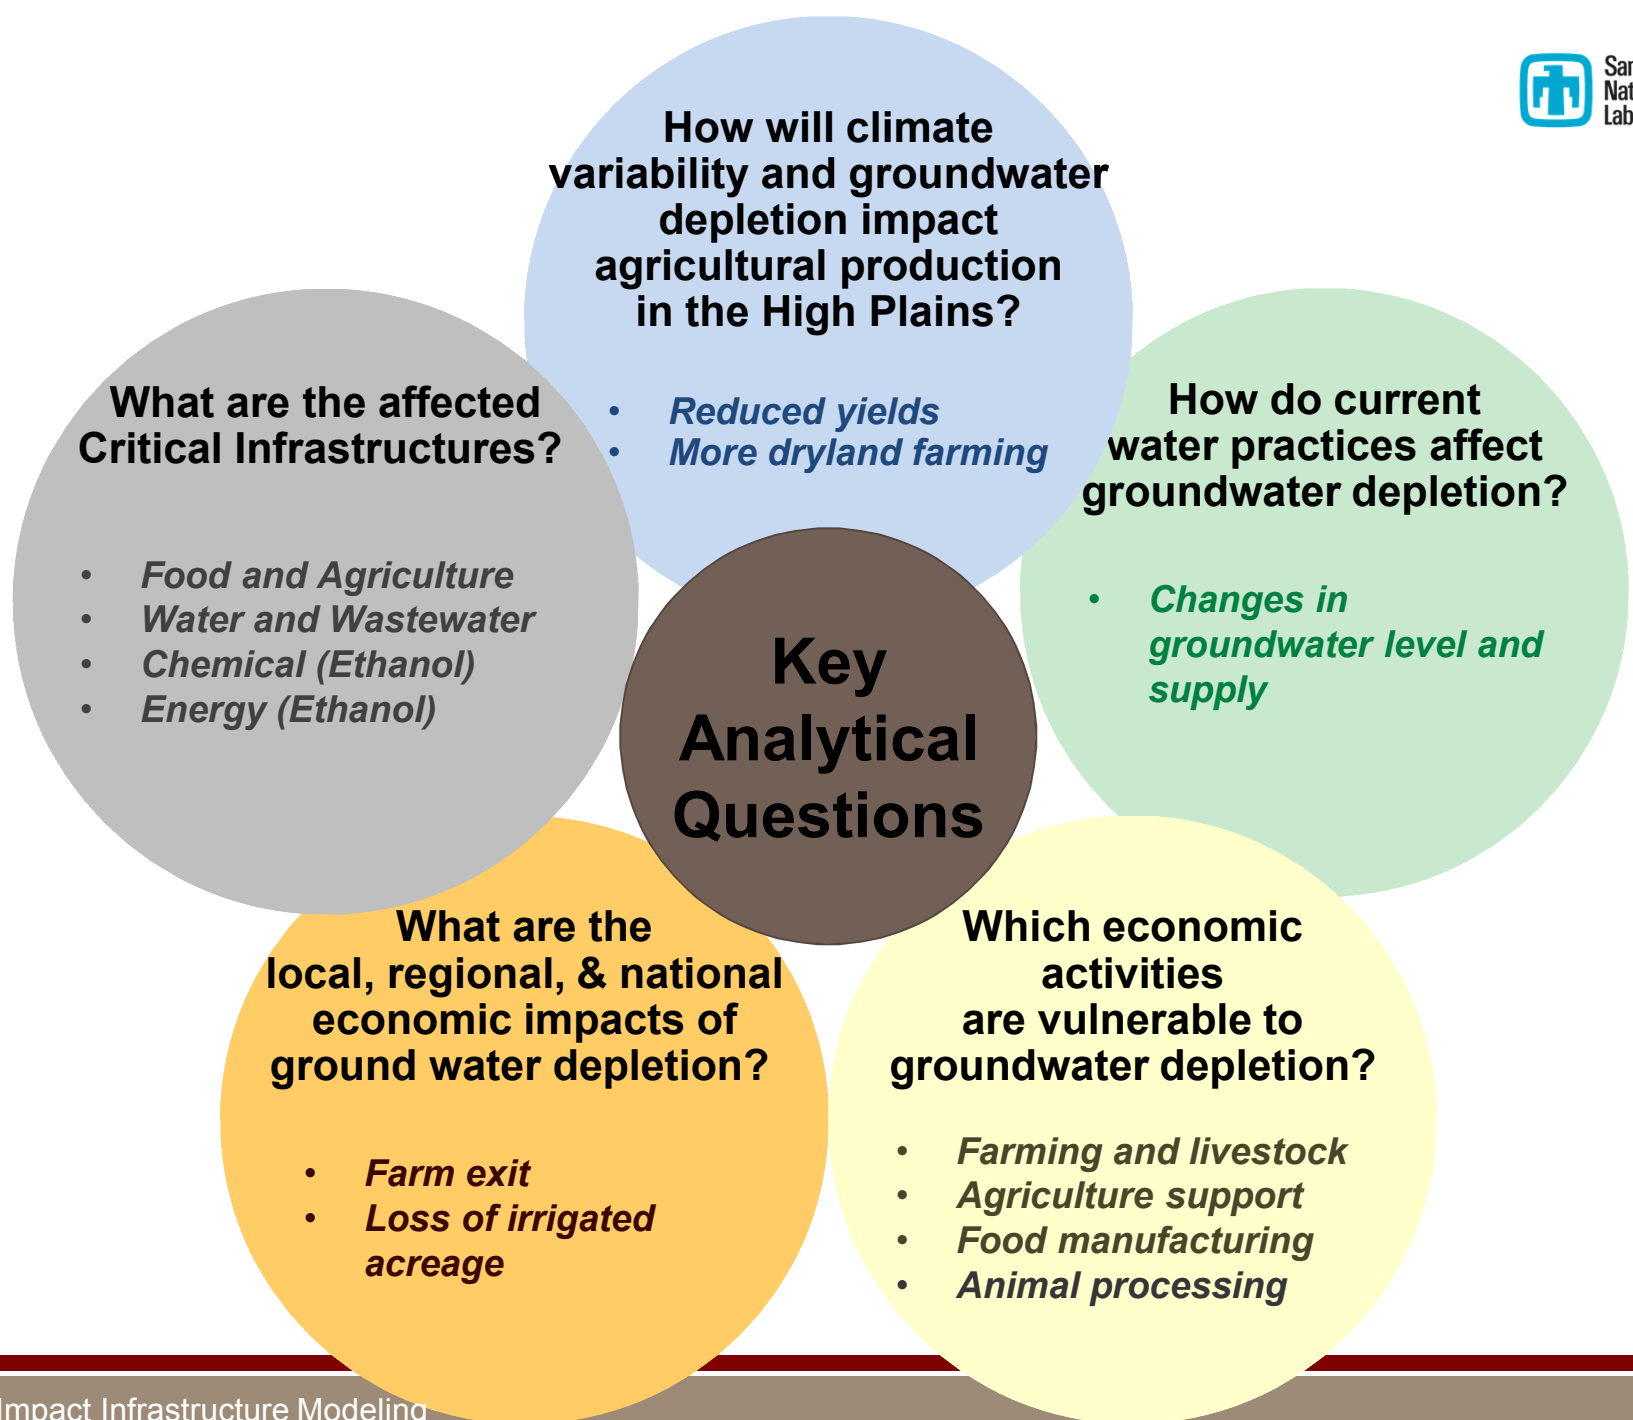 How will climate
variability and groundwater
depletion impact
agricultural production
in the High Plains?
• Reduced yields
• More dryland farming
What are the affected
Critical Infrastructures?
• Food and Agriculture
• Water and Wastewater
• Chemical (Ethanol)
• Energy (Ethanol)
How do current
water practices affect
groundwater depletion?
• Changes in
groundwater level and
supply
Key
Analytical
Questions
What are the
local, regional, & national
economic impacts of
ground water depletion?
• Farm exit
• Loss of irrigated
acreage
Which economic
activities
are vulnerable to
groundwater depletion?
• Farming and livestock
• Agriculture support
• Food manufacturing
• Animal processing
Impact Infrastructure Modeling